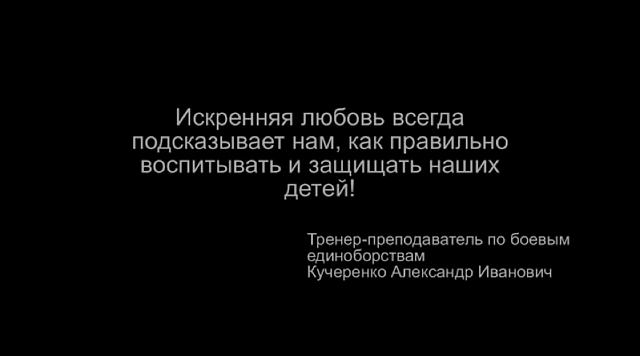 Искренняя любовь всегда
подсказывает нам, как правильно
воспитывать и защищать наших
детей!
Тренер-преподаватель по боевым
единоборствам
Кучеренко Александр Иванович